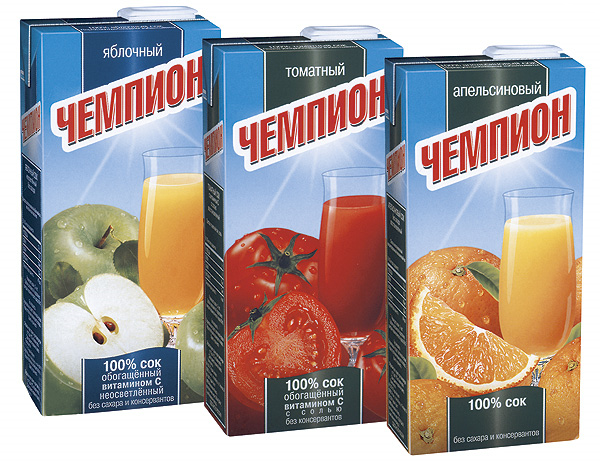 яблочный
ЧЕМПИОН
100% сок
обогащённый
витамином С
неосветлённый
без сахара и консервантов
томатный
ЧЕМПИОН
100% сок
обогащённый
витамином С
с солью
без сахара и консервантов
апельсиновый
ЧЕМПИОН
100% сок
без сахара и консервантов